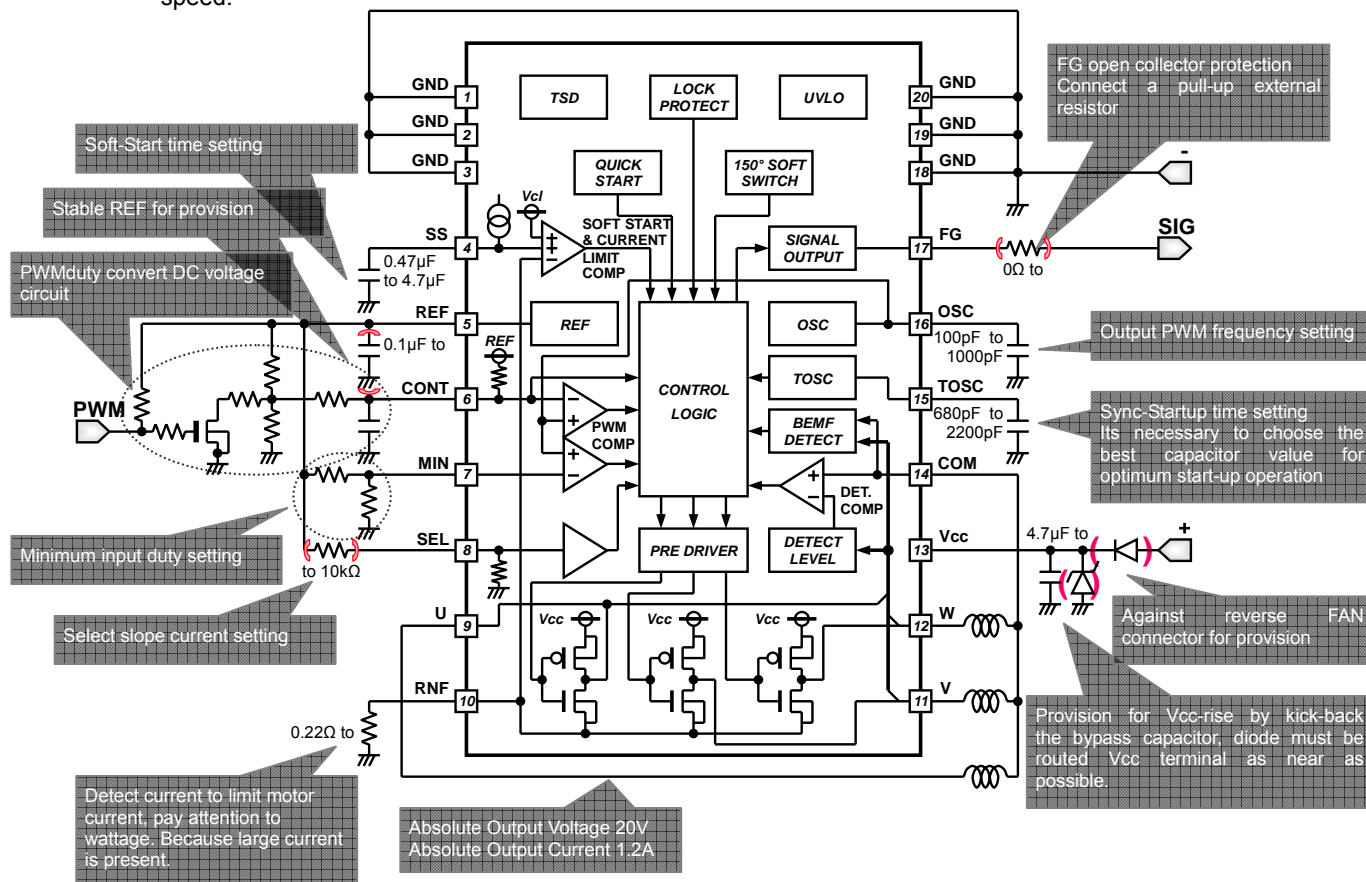 speed.
GND 1
GND 2
GND 3
TSD
LOCK
PROTECT
UVLO
20 GND
19 GND
18 GND
-
FG open collector protection
Connect a pull-up external
resistor
Soft-Start time setting
Stable REF for provision
PWMduty convert DC voltage
circuit
QUICK
START
150° SOFT
SWITCH
Vcl
SS 4
0.47µF
to 4.7µF
SOFT START
& CURRENT
LIMIT
COMP
SIGNAL
OUTPUT
FG 17
0Ω to
SIG
REF 5
REF
0.1µF to
REF
OSC
16 OSC
100pF to
1000pF
Output PWM frequency setting
CONT 6
PWM
PWM
COMP
CONTROL
LOGIC
TOSC
TOSC 15
680pF to
2200pF
Sync-Startup time setting
Its necessary to choose the
best capacitor value for
optimum start-up operation
BEMF
DETECT
MIN 7
COM 14
DET.
COMP
Minimum input duty setting
SEL 8
to 10kΩ
PRE DRIVER
DETECT
LEVEL
Vcc 13
4.7µF to
+
Select slope current setting
Against reverse FAN
connector for provision
U 9
Vcc
Vcc
Vcc
12 W
RNF 10
11 V
0.22Ω to
Provision for Vcc-rise by kick-back
the bypass capacitor, diode must be
routed Vcc terminal as near as
possible.
Detect current to limit motor
current, pay attention to
wattage. Because large current
is present.
Absolute Output Voltage 20V
Absolute Output Current 1.2A